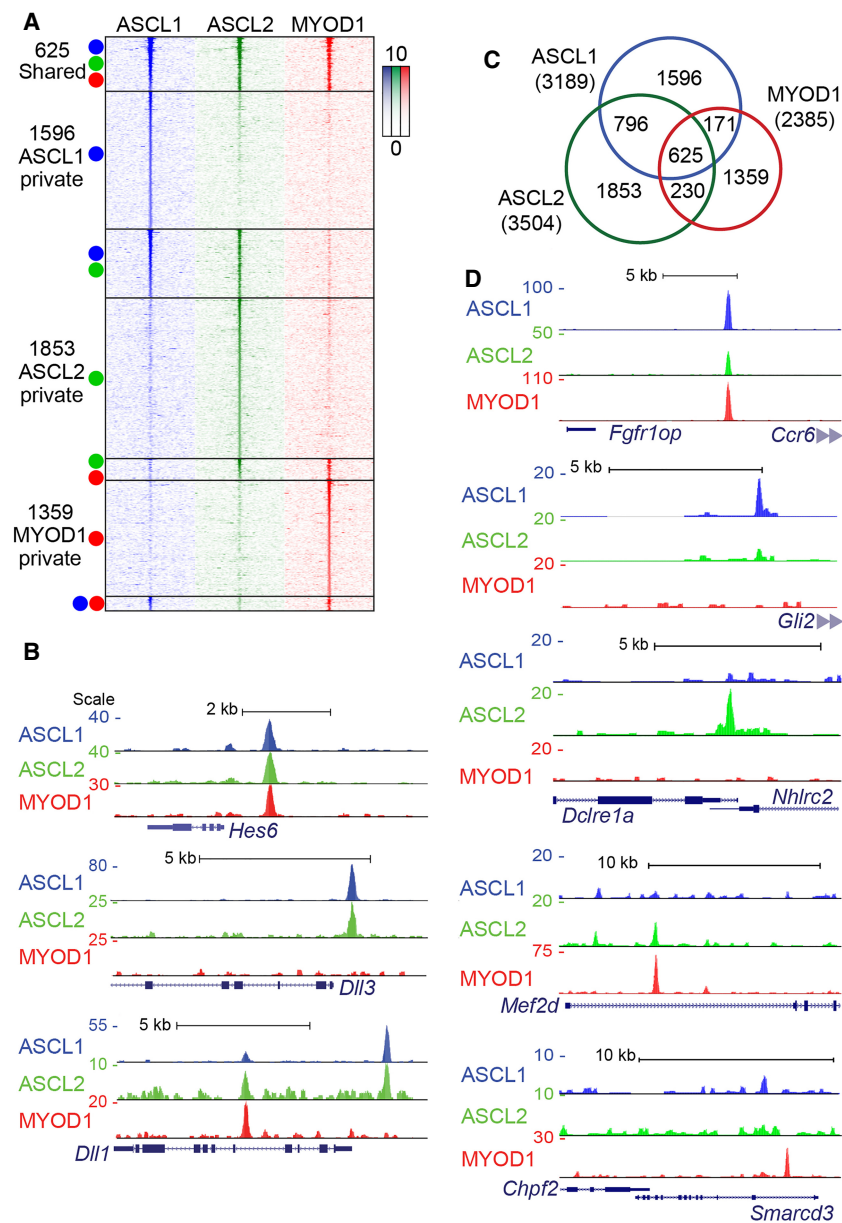 A
ASCL1 ASCL2 MYOD1
625
Shared
1596
ASCL1
private
1853
ASCL2
private
1359
MYOD1
private
10
0
B
Scale
2 kb
40 -
ASCL1
40 -
ASCL2
30 -
MYOD1
Hes6
5 kb
80 -
ASCL1
25 -
ASCL2
25 -
MYOD1
Dll3
5 kb
55 -
ASCL1
10 -
ASCL2
20 -
MYOD1
Dll1
C
ASCL1
(3189)
MYOD1
(2385)
ASCL2
(3504)
1596
796
171
625
1853
230
1359
D
5 kb
100 -
ASCL1
50 -
ASCL2
110 -
MYOD1
Fgfr1op Ccr6
5 kb
20 -
ASCL1
20 -
ASCL2
20 -
MYOD1
Gli2
5 kb
20 -
ASCL1
20 -
ASCL2
20 -
MYOD1
Dclre1a Nhlrc2
10 kb
20 -
ASCL1
20 -
ASCL2
75 -
MYOD1
Mef2d
10 kb
10 -
ASCL1
10 -
ASCL2
30 -
MYOD1
Chpf2
Smarcd3